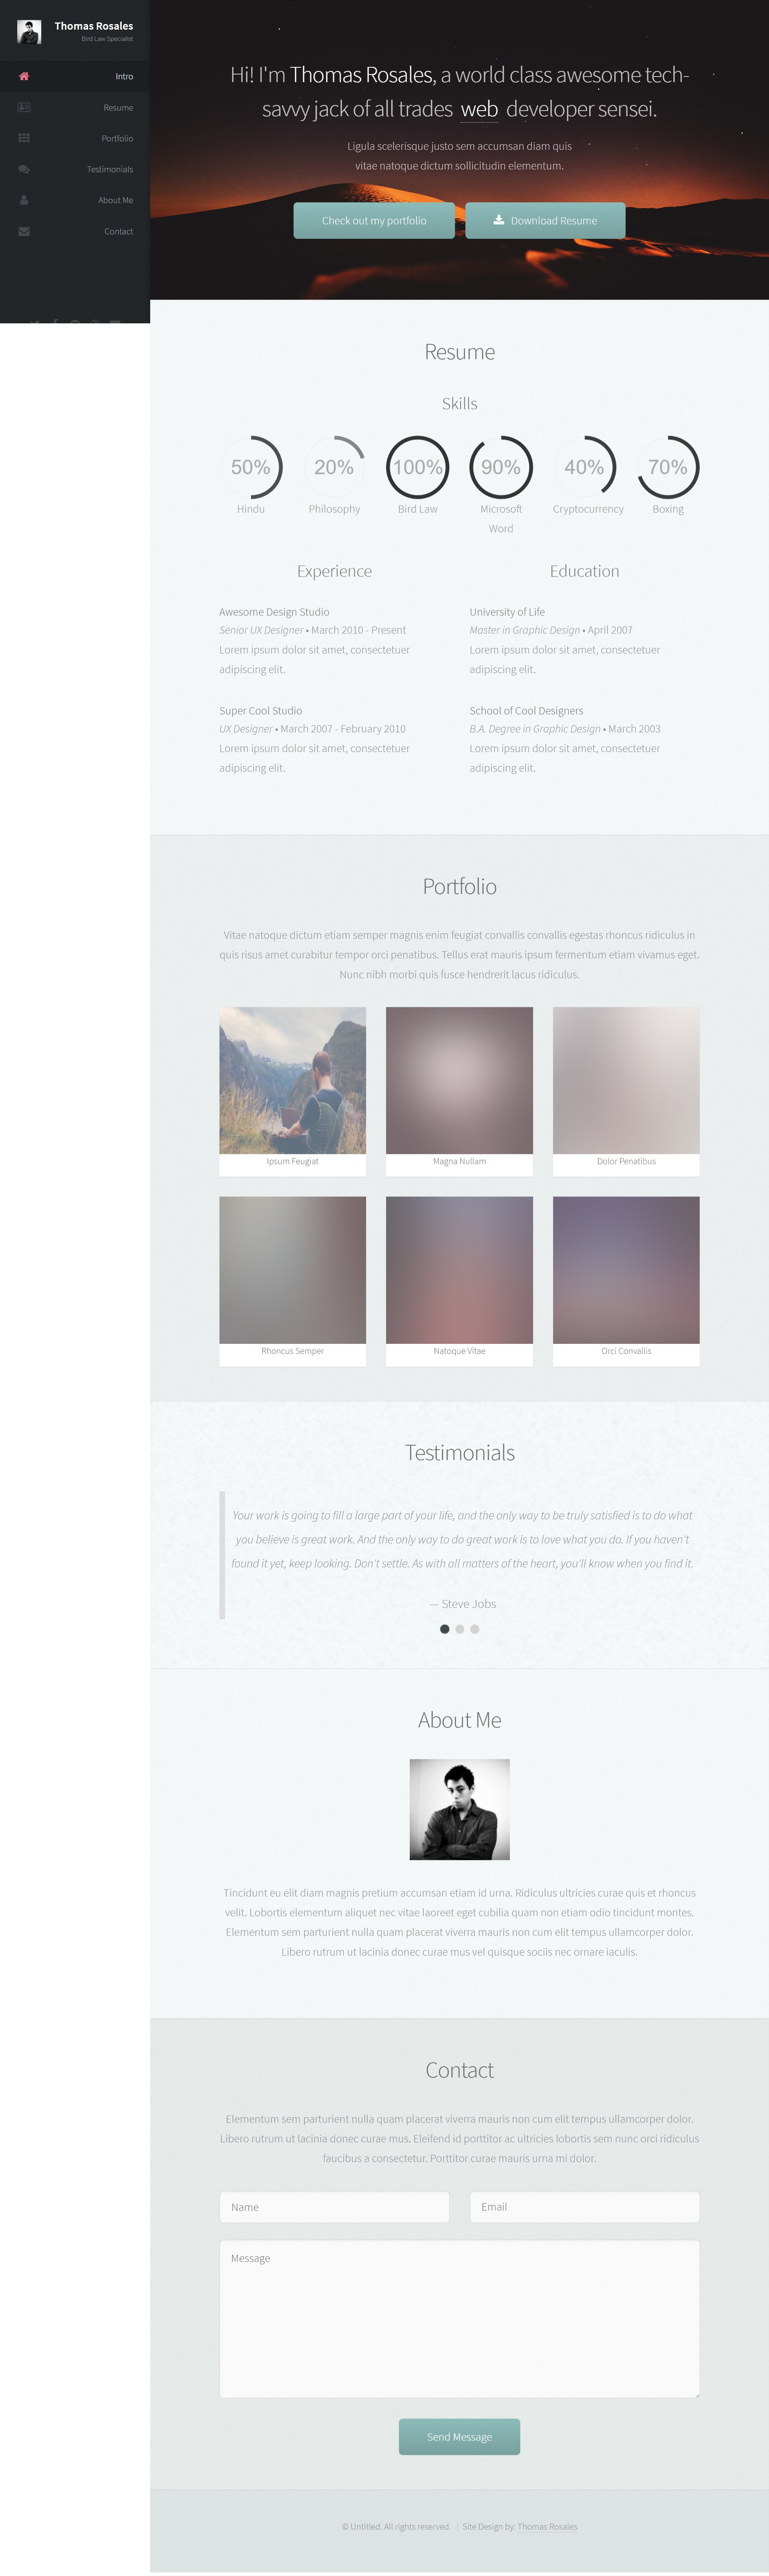 Thomas Rosales
Bird Law Specialist
Intro
Resume
Portfolio
Testimonials
About Me
Contact
Hi! I'm Thomas Rosales, a world class awesome tech-
savvy jack of all trades web developer sensei.
Ligula scelerisque justo sem accumsan diam quis
vitae natoque dictum sollicitudin elementum.
Check out my portfolio
Download Resume
Resume
Skills
50% 20% 100% 90% 40% 70%
Hindu Philosophy Bird Law Microsoft Cryptocurrency Boxing
Word
Experience
Awesome Design Studio
Senior UX Designer • March 2010 - Present
Lorem ipsum dolor sit amet, consectetuer
adipiscing elit.
Super Cool Studio
UX Designer • March 2007 - February 2010
Lorem ipsum dolor sit amet, consectetuer
adipiscing elit.
Education
University of Life
Master in Graphic Design • April 2007
Lorem ipsum dolor sit amet, consectetuer
adipiscing elit.
School of Cool Designers
B.A. Degree in Graphic Design • March 2003
Lorem ipsum dolor sit amet, consectetuer
adipiscing elit.
Portfolio
Vitae natoque dictum etiam semper magnis enim feugiat convallis convallis egestas rhoncus ridiculus in
quis risus amet curabitur tempor orci penatibus. Tellus erat mauris ipsum fermentum etiam vivamus eget.
Nunc nibh morbi quis fusce hendrerit lacus ridiculus.
Ipsum Feugiat
Magna Nullam
Dolor Penatibus
Rhoncus Semper
Natoque Vitae
Orci Convallis
Testimonials
Your work is going to fill a large part of your life, and the only way to be truly satisfied is to do what
you believe is great work. And the only way to do great work is to love what you do. If you haven't
found it yet, keep looking. Don't settle. As with all matters of the heart, you'll know when you find it.
— Steve Jobs
About Me
Tincidunt eu elit diam magnis pretium accumsan etiam id urna. Ridiculus ultricies curae quis et rhoncus
velit. Lobortis elementum aliquet nec vitae laoreet eget cubilia quam non etiam odio tincidunt montes.
Elementum sem parturient nulla quam placerat viverra mauris non cum elit tempus ullamcorper dolor.
Libero rutrum ut lacinia donec curae mus vel quisque sociis nec ornare iaculis.
Contact
Elementum sem parturient nulla quam placerat viverra mauris non cum elit tempus ullamcorper dolor.
Libero rutrum ut lacinia donec curae mus. Eleifend id porttitor ac ultricies lobortis sem nunc orci ridiculus
faucibus a consectetur. Porttitor curae mauris urna mi dolor.
Name
Email
Message
Send Message
© Untitled. All rights reserved. | Site Design by: Thomas Rosales